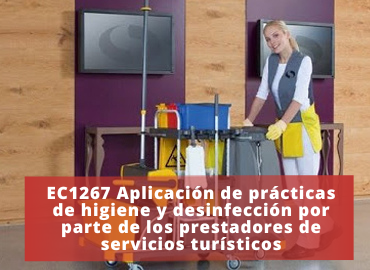 EC1267 Aplicación de prácticas
de higiene y desinfección por
parte de los prestadores de
servicios turísticos